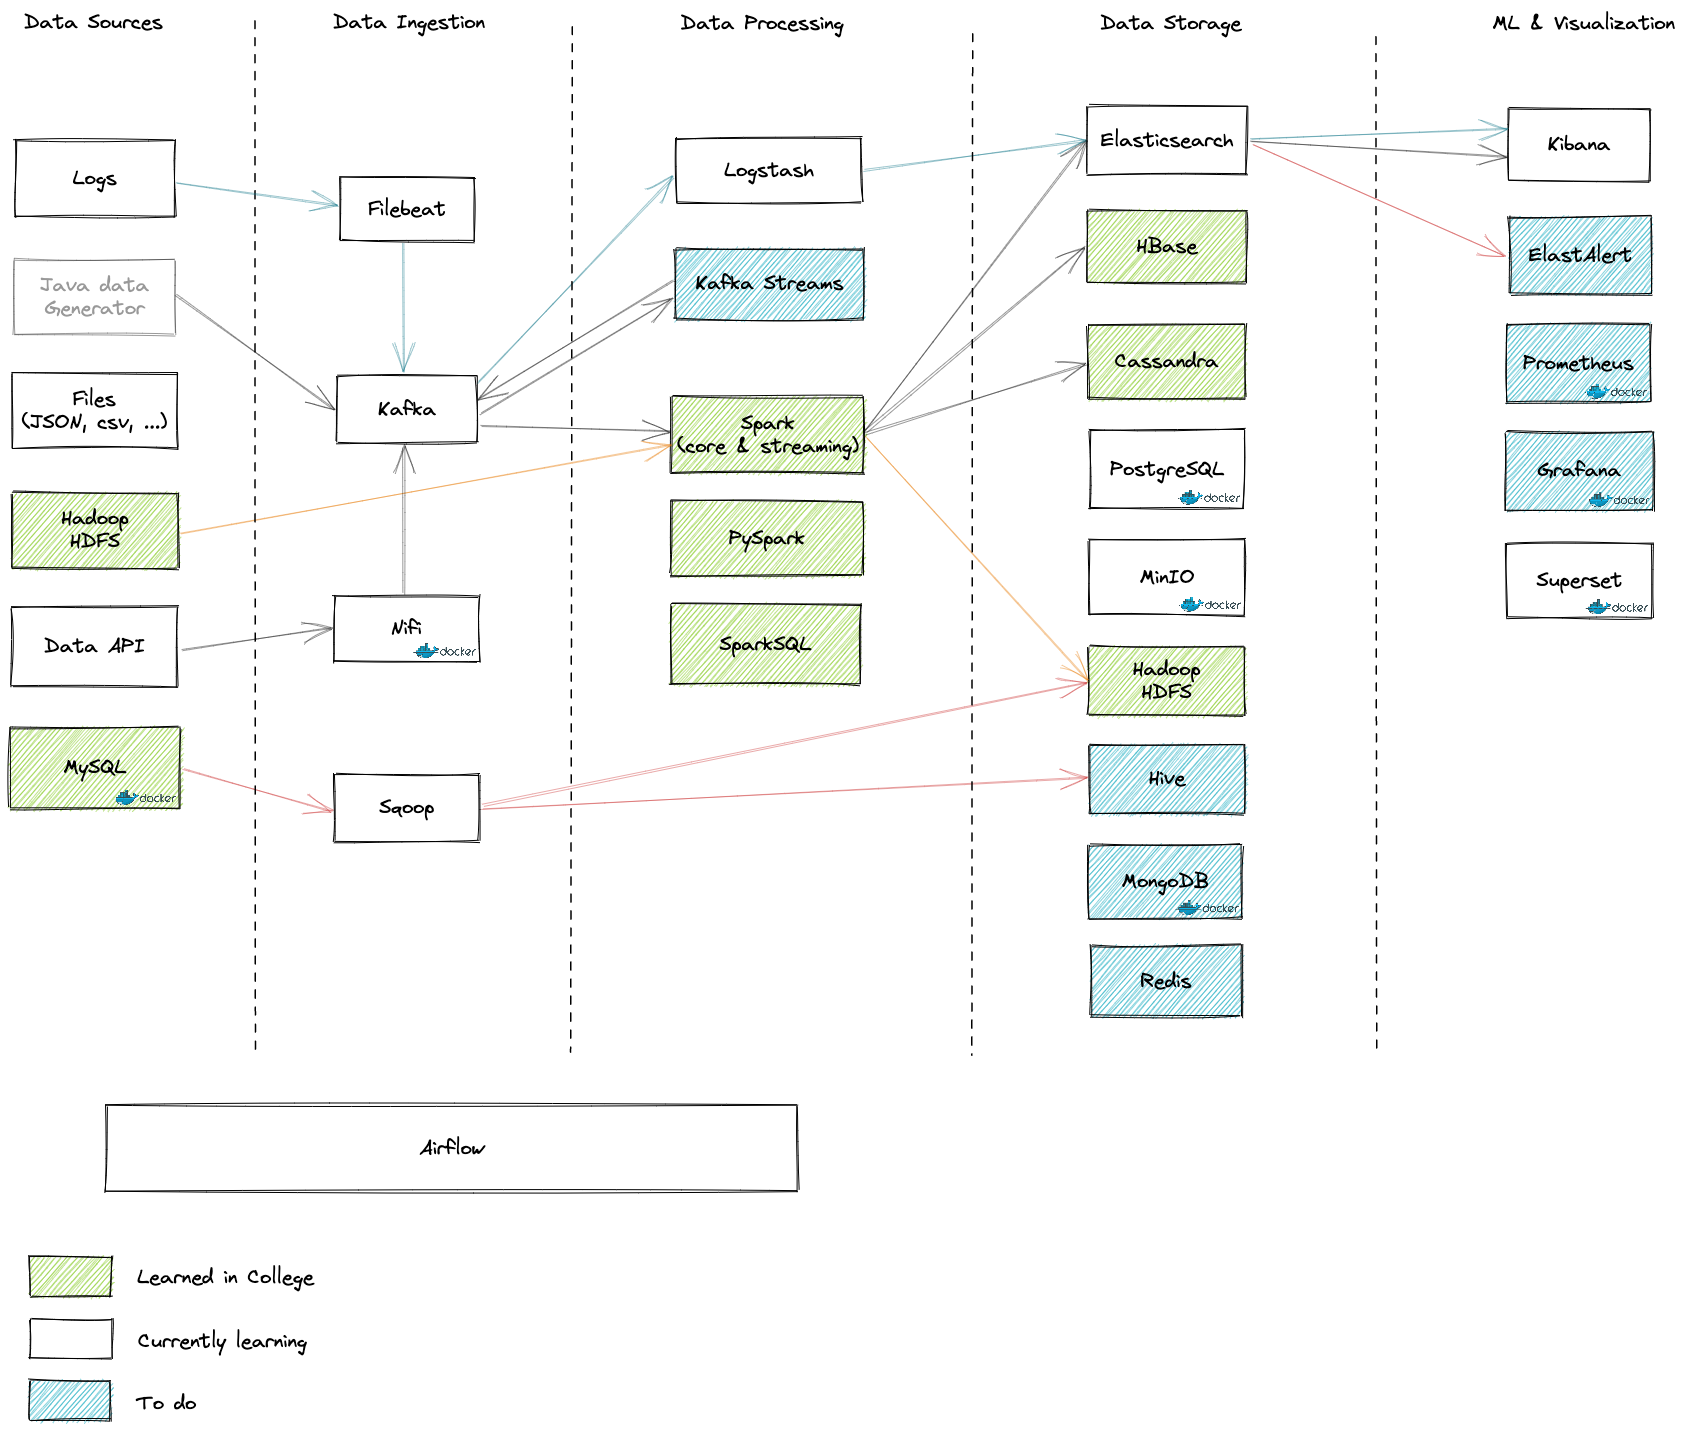 Data Sources
Data Ingestion
Data Processing
Data Storage
ML & Visualization
Logs
Java data
Generator
Files
(JSON, csv, ...)
Hadoop
HDFS
Data API
MySQL
docker
Filebeat
Kafka
Nifi
docker
Sqoop
Logstash
Kafka Streams
Spark
(core & streaming)
PySpark
SparkSQL
Elasticsearch
HBase
Cassandra
PostgreSQL
docker
MinIO
docker
Hadoop
HDFS
Hive
MongoDB
docker
Redis
Kibana
ElastAlert
Prometheus
docker
Grafana
docker
Superset
docker
Airflow
Learned in College
Currently learning
To do